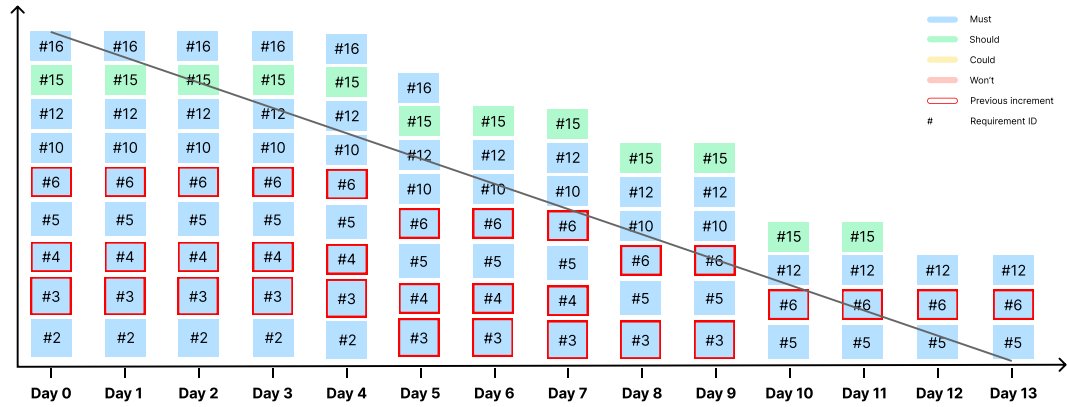 #16 #16 #16 #16 #16
#15 #15 #15 #15 #15 #16
#12 #12 #12 #12 #12 #15 #15 #15
#10 #10 #10 #10 #10 #12 #12 #12 #15 #15
#6 #6 #6 #6 #6 #10 #10 #10 #12 #12
#5 #5 #5 #5 #5 #6 #6 #6 #10 #10 #15 #15
#4 #4 #4 #4 #4 #5 #5 #5 #6 #6 #12 #12 #12 #12
#3 #3 #3 #3 #3 #4 #4 #4 #5 #5 #6 #6 #6 #6
#2 #2 #2 #2 #2 #3 #3 #3 #3 #3 #5 #5 #5 #5
Day 0 Day 1 Day 2 Day 3 Day 4 Day 5 Day 6 Day 7 Day 8 Day 9 Day 10 Day 11 Day 12 Day 13
Must
Should
Could
Won't
Previous increment
# Requirement ID